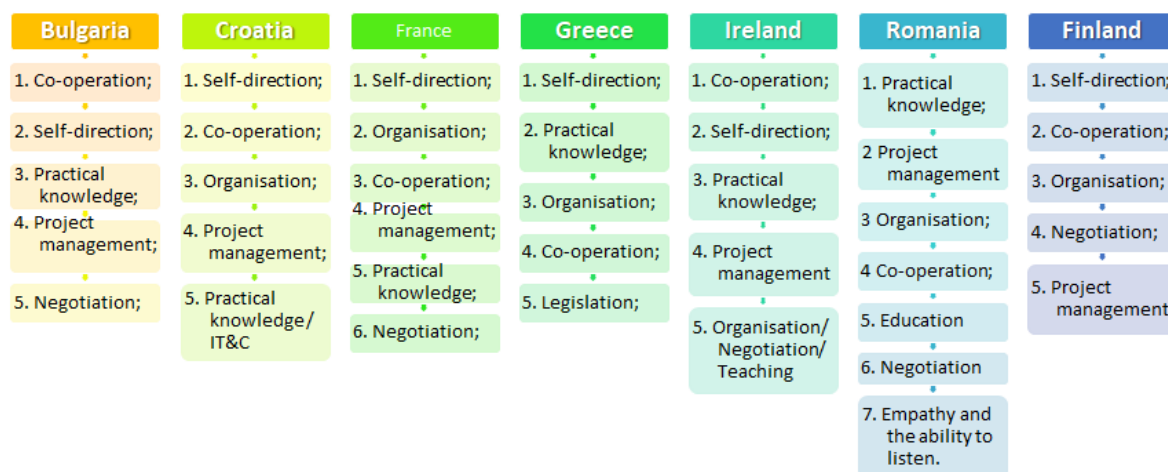 Bulgaria
1. Co-operation;
2. Self-direction;
3. Practical
knowledge;
4. Project
management;
5. Negotiation;
Croatia
1. Self-direction;
2. Co-operation;
3. Organisation;
4. Project
management;
5. Practical
knowledge/
IT&C
France
1. Self-direction;
2. Organisation;
3. Co-operation;
4. Project
management;
5. Practical
knowledge;
6. Negotiation;
Greece
1. Self-direction;
2. Practical
knowledge;
3. Organisation;
4. Co-operation;
5. Legislation;
Ireland
1. Co-operation;
2. Self-direction;
3. Practical
knowledge;
4. Project
management
5. Organisation/
Negotiation/
Teaching
Romania
1. Practical
knowledge;
2 Project
management
3 Organisation;
4 Co-operation;
5. Education
6. Negotiation
7. Empathy and
the ability to
listen.
Finland
1. Self-direction;
2. Co-operation;
3. Organisation;
4. Negotiation;
5. Project
management